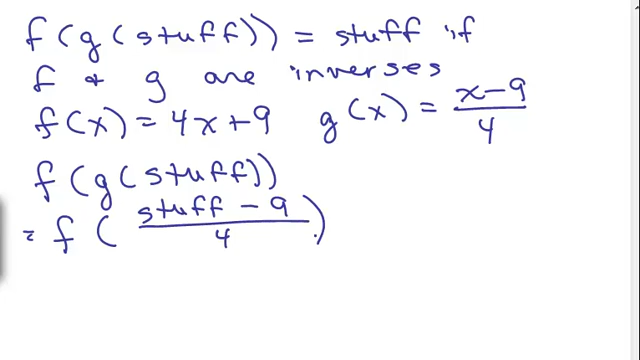 f(g(stuff)) = stuff if
f & g are inverses
f(x) = 4x+9 g(x) = (x-9)/4
f(g(stuff))
= f((stuff - 9)/4)